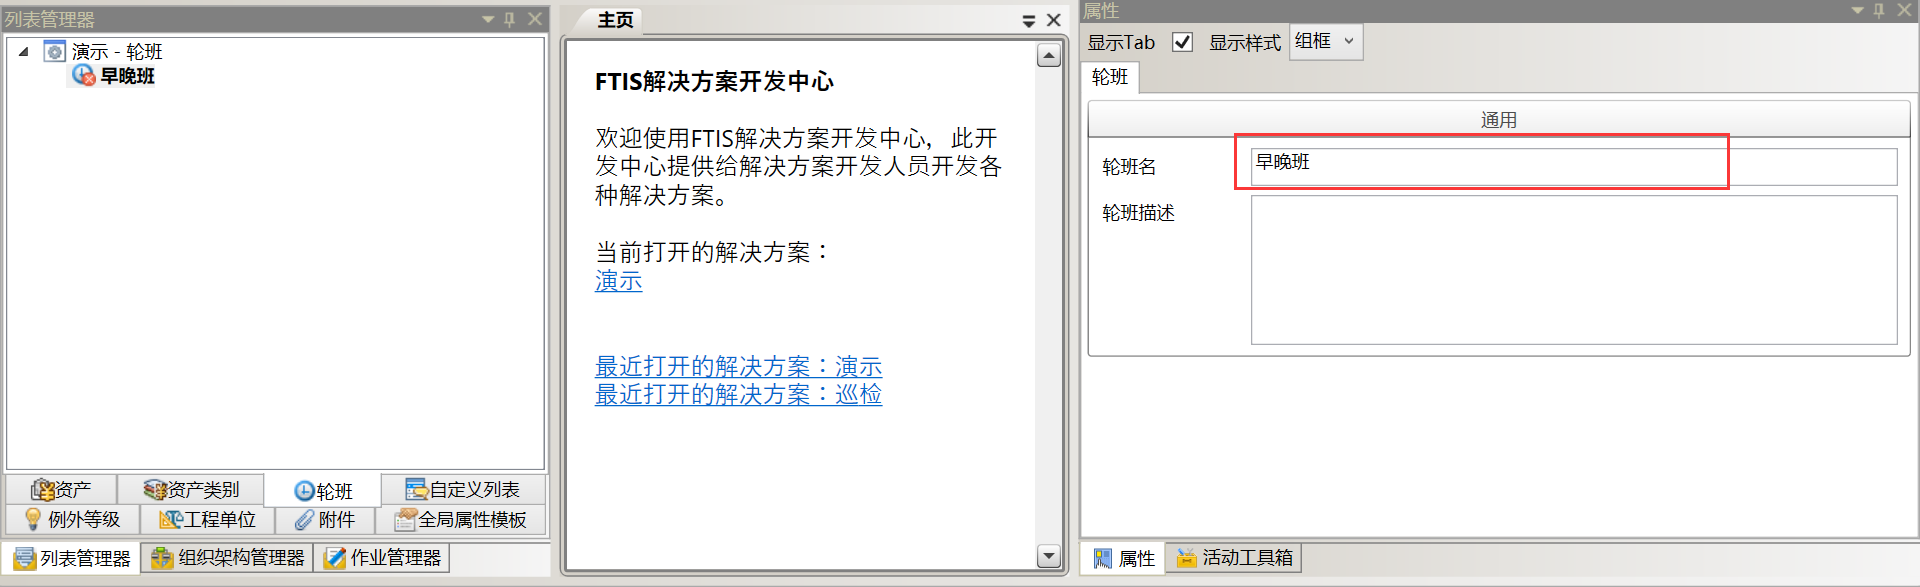 列表管理器
演示 - 轮班
早晚班
资产
资产类别
轮班
自定义列表
例外等级
工程单位
附件
全局属性模板
列表管理器
组织架构管理器
作业管理器
主页
FTIS解决方案开发中心
欢迎使用FTIS解决方案开发中心，此开
发中心提供给解决方案开发人员开发各
种解决方案。
当前打开的解决方案：
演示
最近打开的解决方案：演示
最近打开的解决方案：巡检
属性
显示Tab
显示样式
组框
轮班
通用
轮班名
早晚班
轮班描述
属性
活动工具箱